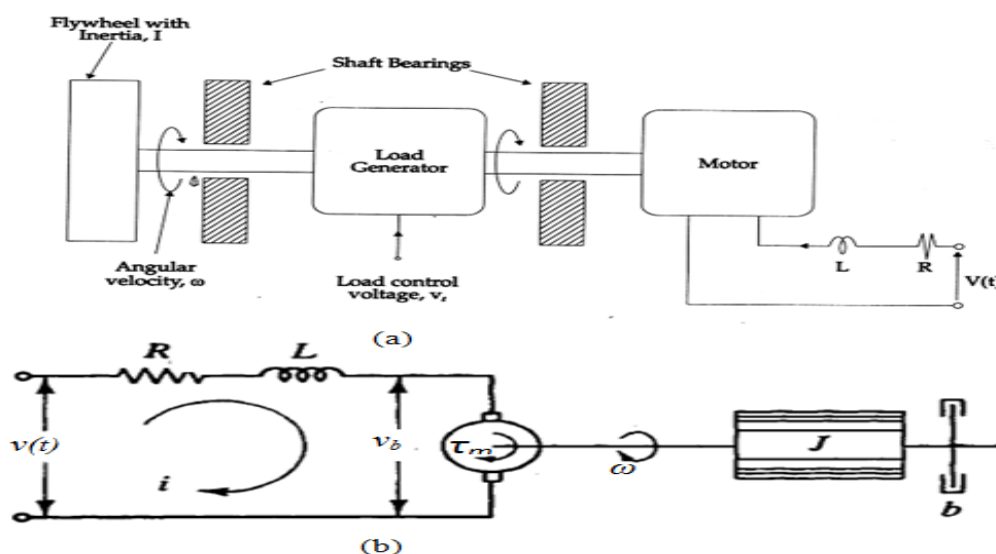 Flywheel with
Inertia, I
Shaft Bearings
Load
Generator
Motor
L
R
V(t)
Angular
velocity, ω
Load control
voltage, v
(a)
R
L
v(t)
v_b
τ_m
i
ω
J
b
(b)